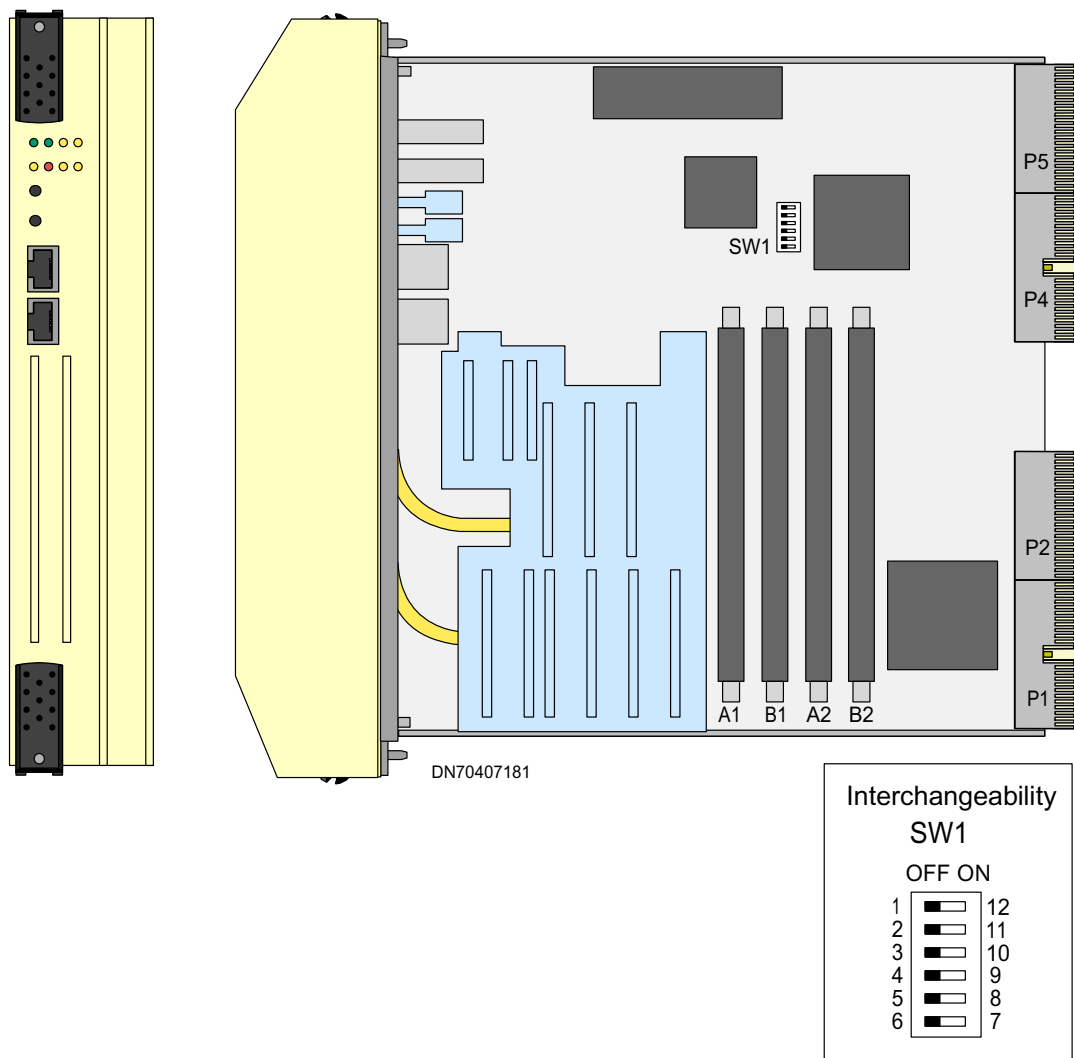 P5
SW1
P4
P2
P1
A1 B1 A2 B2
DN70407181
Interchangeability
SW1
OFF ON
1 12
2 11
3 10
4 9
5 8
6 7